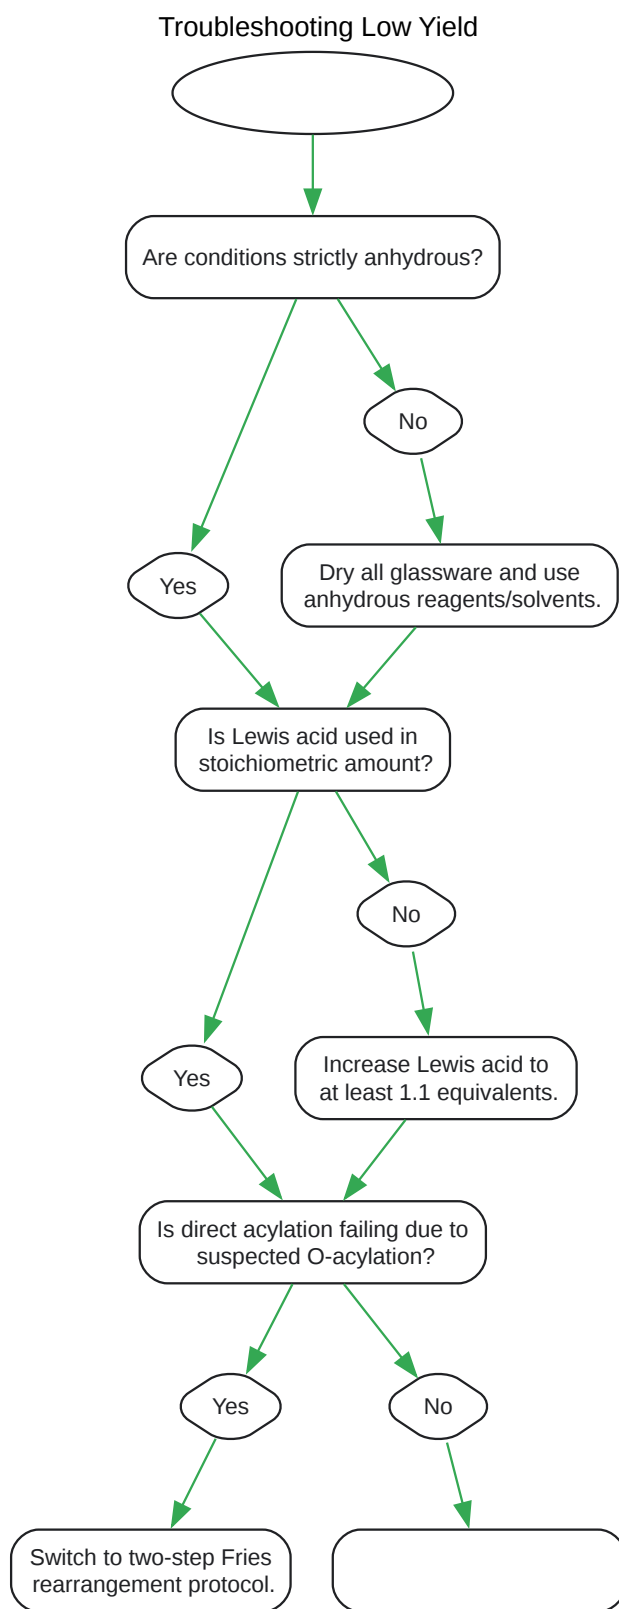 Troubleshooting Low Yield
Are conditions strictly anhydrous?
No
Yes
Dry all glassware and use
anhydrous reagents/solvents.
Is Lewis acid used in
stoichiometric amount?
No
Yes
Increase Lewis acid to
at least 1.1 equivalents.
Is direct acylation failing due to
suspected O-acylation?
Yes
No
Switch to two-step Fries
rearrangement protocol.